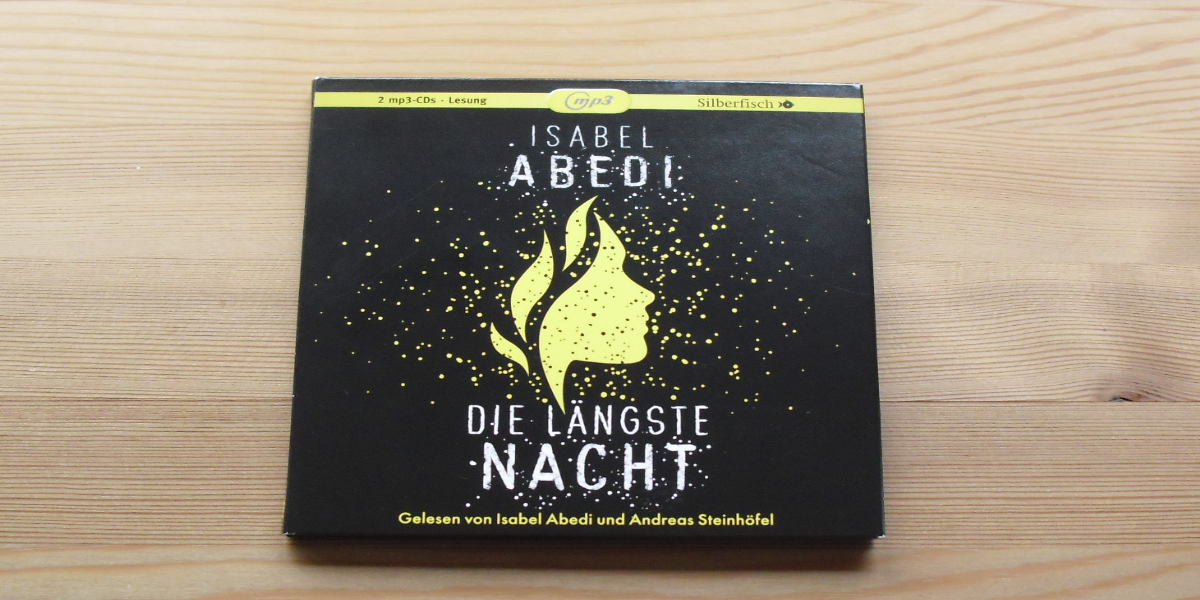 2 mp3-CDs · Lesung
mp3
Silberfisch
ISABEL
ABEDI
DIE LÄNGSTE
NACHT
Gelesen von Isabel Abedi und Andreas Steinhöfel